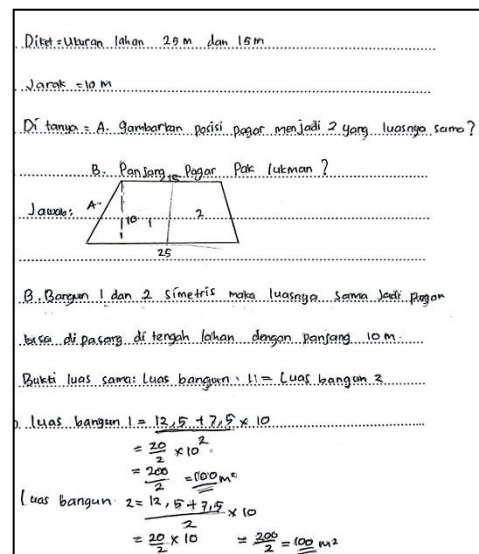 Diket = Ukuran lahan 25 m dan 15 m
Jarak = 10 M
Di tanya = A. gambarkan posisi pagar menjadi 2 yang luasnya sama?
B. Panjang Pagar Pak lukman?
Jawab: A.
15
10 1 2
25
B. Bangun 1 dan 2 simetris maka luasnya sama Jadi pagar
bisa di pasang di tengah lahan dengan panjang 10 m.
Bukti luas sama: Luas bangun 1 = Luas bangun 2
luas bangun 1 = 12,5 + 7,5 x 10
= 20/2 x 10 2
= 200/2 = 100 m²
Luas bangun 2 = 12,5 + 7,5/2 x 10
= 20/2 x 10 = 200/2 = 100 m2